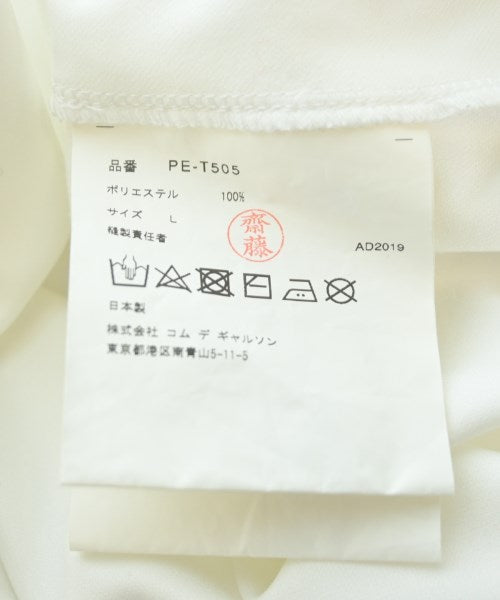 品番 PE-T505
ポリエステル 100%
サイズ L
縫製責任者
齋藤
AD2019
日本製
株式会社 コム デ ギャルソン
東京都港区南青山5-11-5